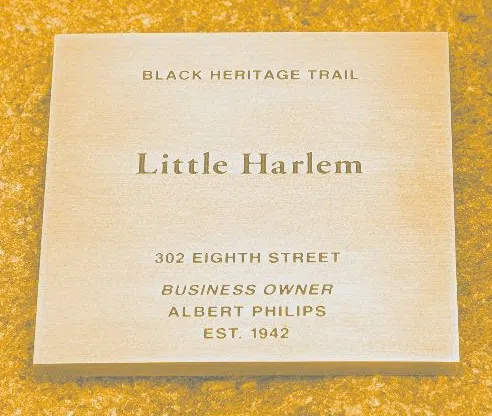 BLACK HERITAGE TRAIL
Little Harlem
302 EIGHTH STREET
BUSINESS OWNER
ALBERT PHILIPS
EST. 1942